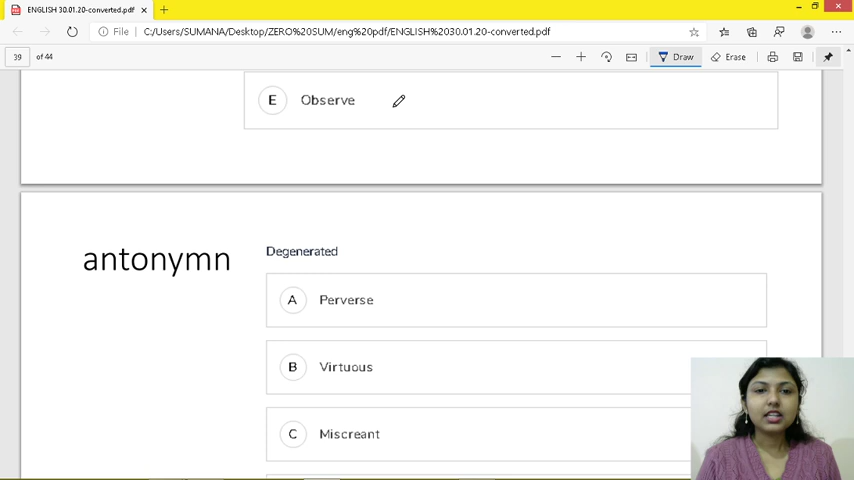 ENGLISH 30.01.20-converted.pdf
File C:/Users/SUMANA/Desktop/ZERO%20SUM/eng%20pdf/ENGLISH%2030.01.20-converted.pdf
39 of 44 Draw Erase
E Observe
antonymn
Degenerated
A Perverse
B Virtuous
C Miscreant